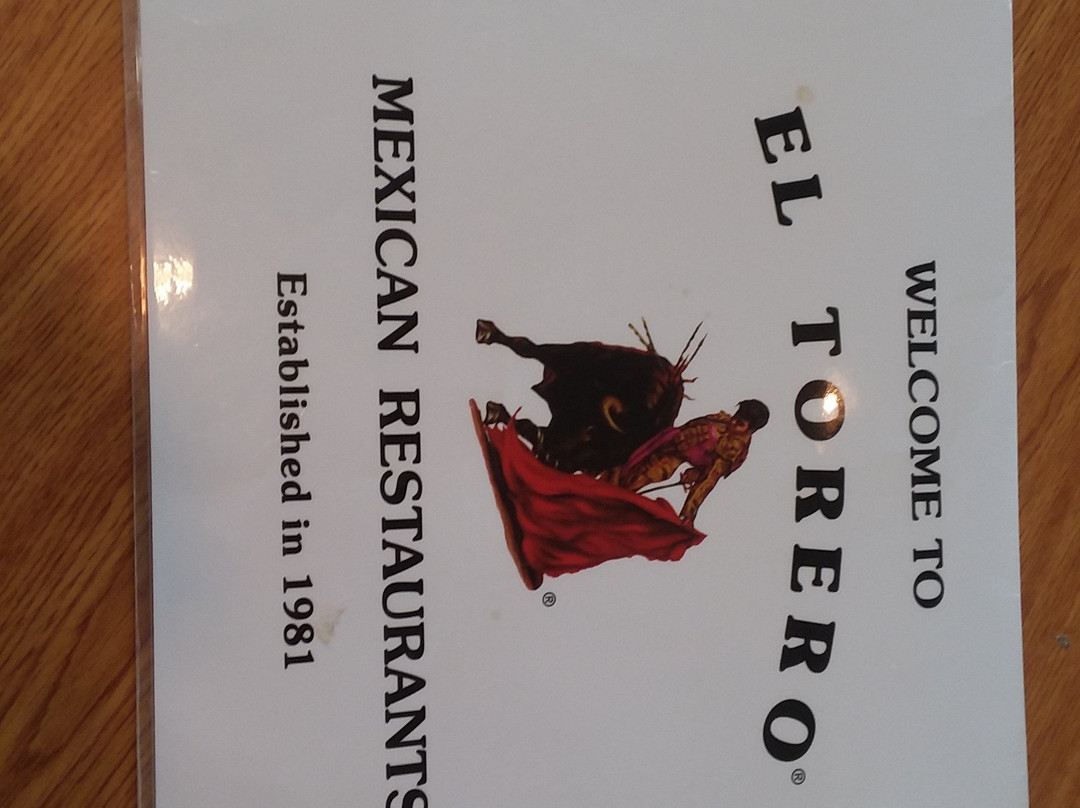 WELCOME TO
EL TORERO®
®
MEXICAN RESTAURANTS
Established in 1981